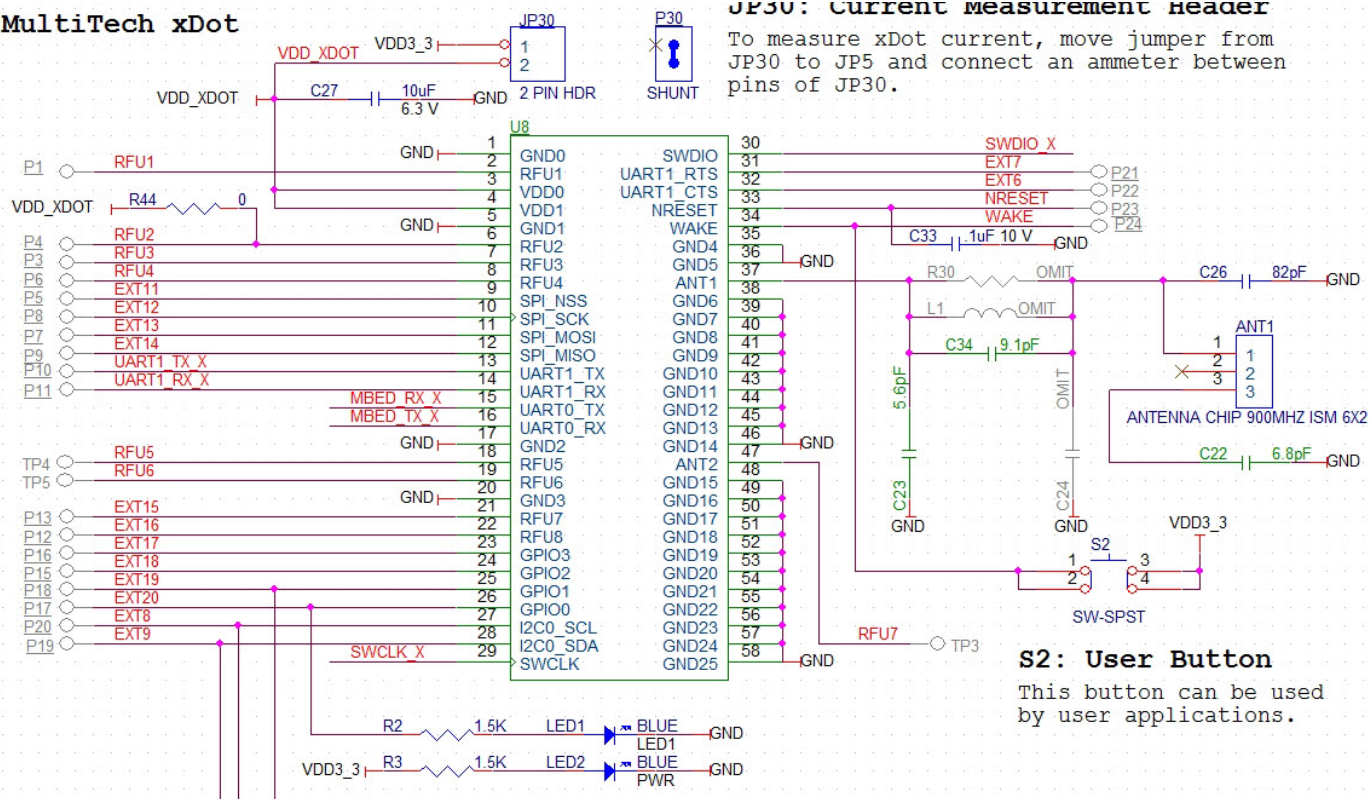 MultiTech xDot
JP30: Current Measurement Header
To measure xDot current, move jumper from
JP30 to JP5 and connect an ammeter between
pins of JP30.
JP30
VDD3_3
1
2
VDD_XDOT
2 PIN HDR
P30
SHUNT
VDD_XDOT
C27
10uF
6.3 V
GND
U8
GND 1 GND0
P1 RFU1 2 RFU1
3 VDD0
VDD_XDOT R44 0
4 VDD1
GND 5 GND1
P4 RFU2 6 RFU2
P3 RFU3 7 RFU3
P6 RFU4 8 RFU4
P5 EXT11 9 SPI_NSS
P8 EXT12 10 SPI_SCK
P7 EXT13 11 SPI_MOSI
P9 EXT14 12 SPI_MISO
P10 UART1_TX_X 13 UART1_TX
P11 UART1_RX_X 14 UART1_RX
MBED_RX_X 15 UART0_TX
MBED_TX_X 16 UART0_RX
GND 17 GND2
TP4 RFU5 18 RFU5
TP5 RFU6 19 RFU6
GND 20 GND3
P13 EXT15 21 RFU7
P12 EXT16 22 RFU8
P16 EXT17 23 GPIO3
P15 EXT18 24 GPIO2
P18 EXT19 25 GPIO1
P17 EXT20 26 GPIO0
P20 EXT8 27 I2C0_SCL
P19 EXT9 28 I2C0_SDA
SWCLK_X 29 SWCLK
SWDIO 30 SWDIO_X
UART1_RTS 31 EXT7 P21
UART1_CTS 32 EXT6 P22
NRESET 33 NRESET P23
WAKE 34 WAKE P24
GND4 35
GND5 36 GND
ANT1 37
GND6 38
GND7 39
GND8 40
GND9 41
GND10 42
GND11 43
GND12 44
GND13 45
GND14 46 GND
ANT2 47
GND15 48
GND16 49
GND17 50
GND18 51
GND19 52
GND20 53
GND21 54
GND22 55
GND23 56
GND24 57
GND25 58 GND
C33 .1uF 10 V GND
R30 OMIT
L1 OMIT
C34 9.1pF
5.6pF
C23
GND
OMIT
C24
GND
C26 82pF GND
ANT1
1 1
2 2
3 3
ANTENNA CHIP 900MHZ ISM 6X2
C22 6.8pF GND
VDD3_3
S2
1 3
2 4
SW-SPST
RFU7 TP3
S2: User Button
This button can be used
by user applications.
R2 1.5K LED1 BLUE GND
LED1
VDD3_3 R3 1.5K LED2 BLUE GND
PWR